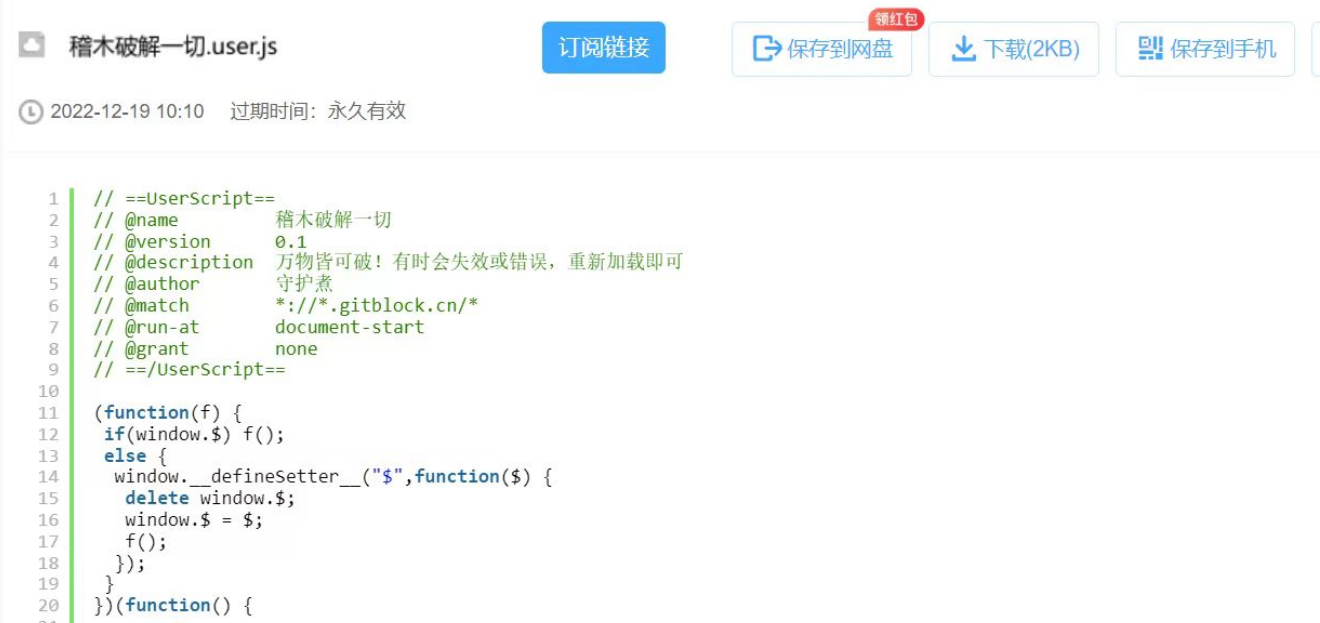 稽木破解一切.user.js
订阅链接
领红包
保存到网盘
下载(2KB)
保存到手机
2022-12-19 10:10 过期时间：永久有效
1 // ==UserScript==
2 // @name 稽木破解一切
3 // @version 0.1
4 // @description 万物皆可破！有时会失效或错误，重新加载即可
5 // @author 守护煮
6 // @match *://*.gitblock.cn/*
7 // @run-at document-start
8 // @grant none
9 // ==/UserScript==
10
11 (function(f) {
12 if(window.$) f();
13 else {
14 window.__defineSetter__("$",function($) {
15 delete window.$;
16 window.$ = $;
17 f();
18 });
19 }
20 })(function() {